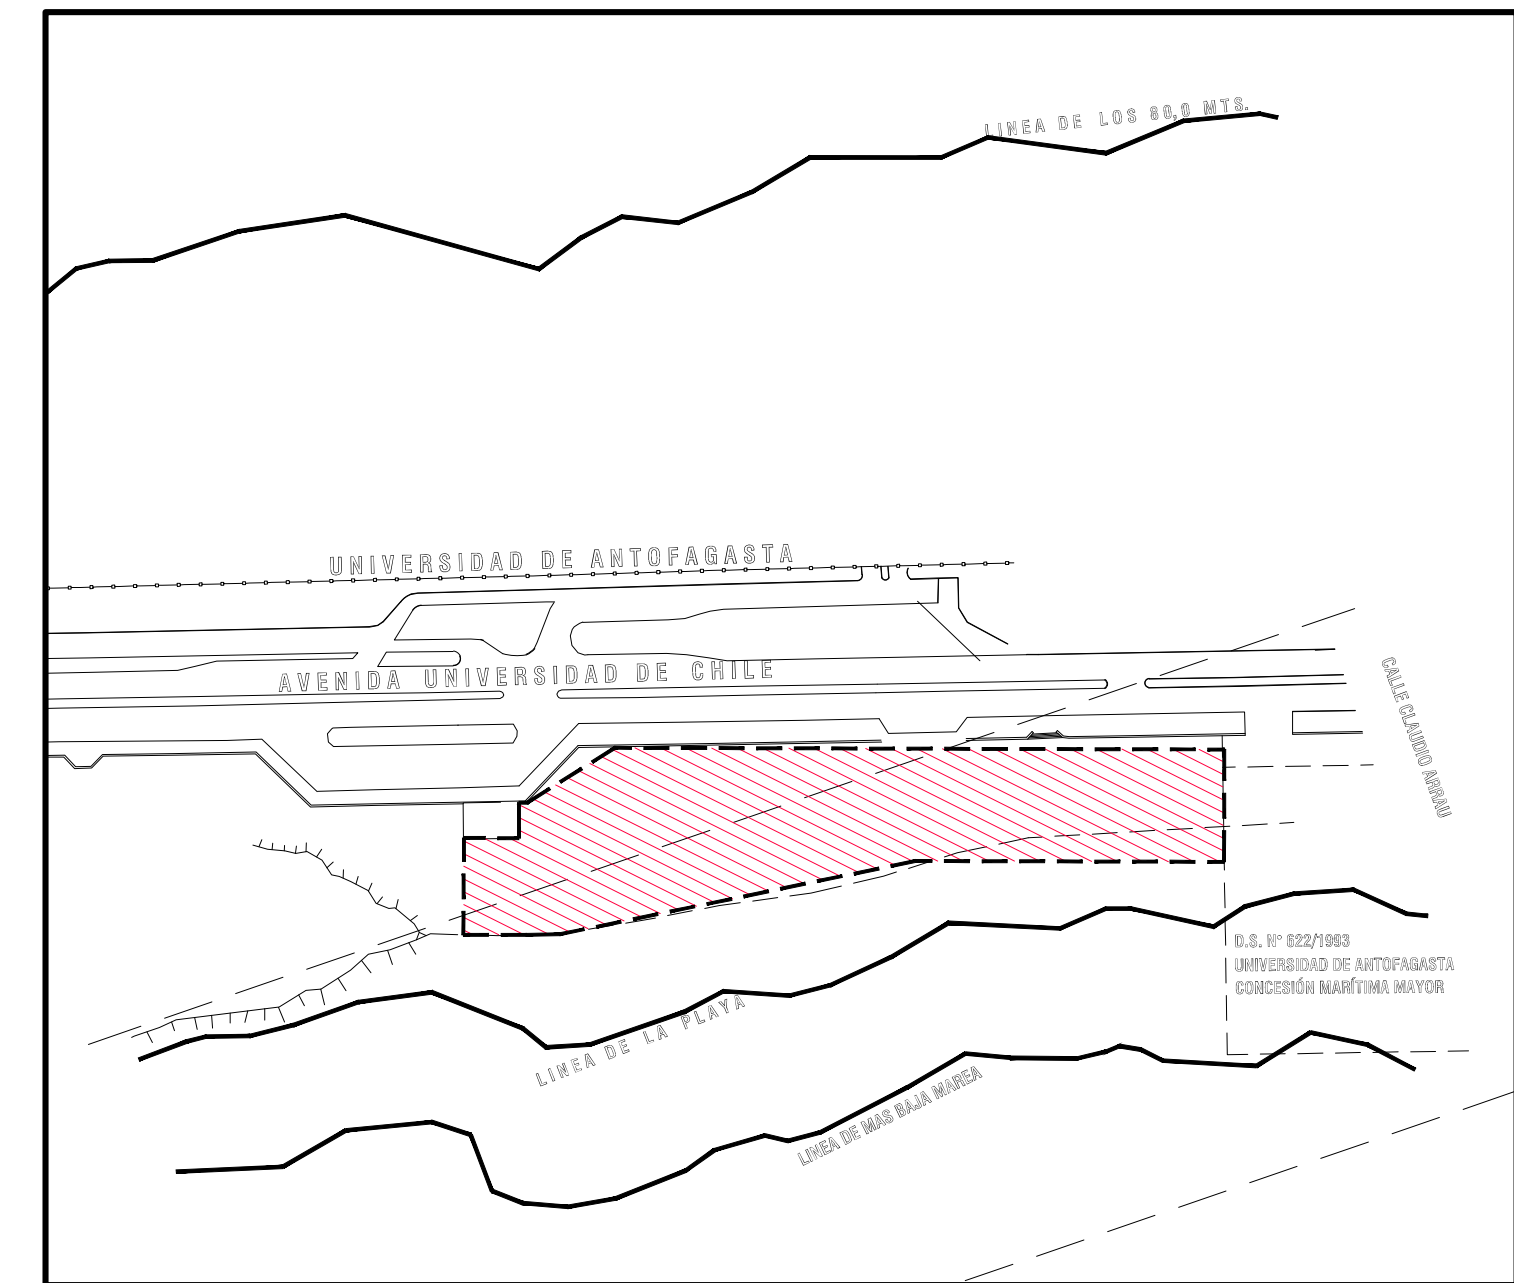 LINEA DE LOS 80,0 MTS.
UNIVERSIDAD DE ANTOFAGASTA
AVENIDA UNIVERSIDAD DE CHILE
CALLE CLAUDIO ARRAU
D.S. N° 622/1993
UNIVERSIDAD DE ANTOFAGASTA
CONCESIÓN MARÍTIMA MAYOR
LINEA DE LA PLAYA
LINEA DE MAS BAJA MAREA